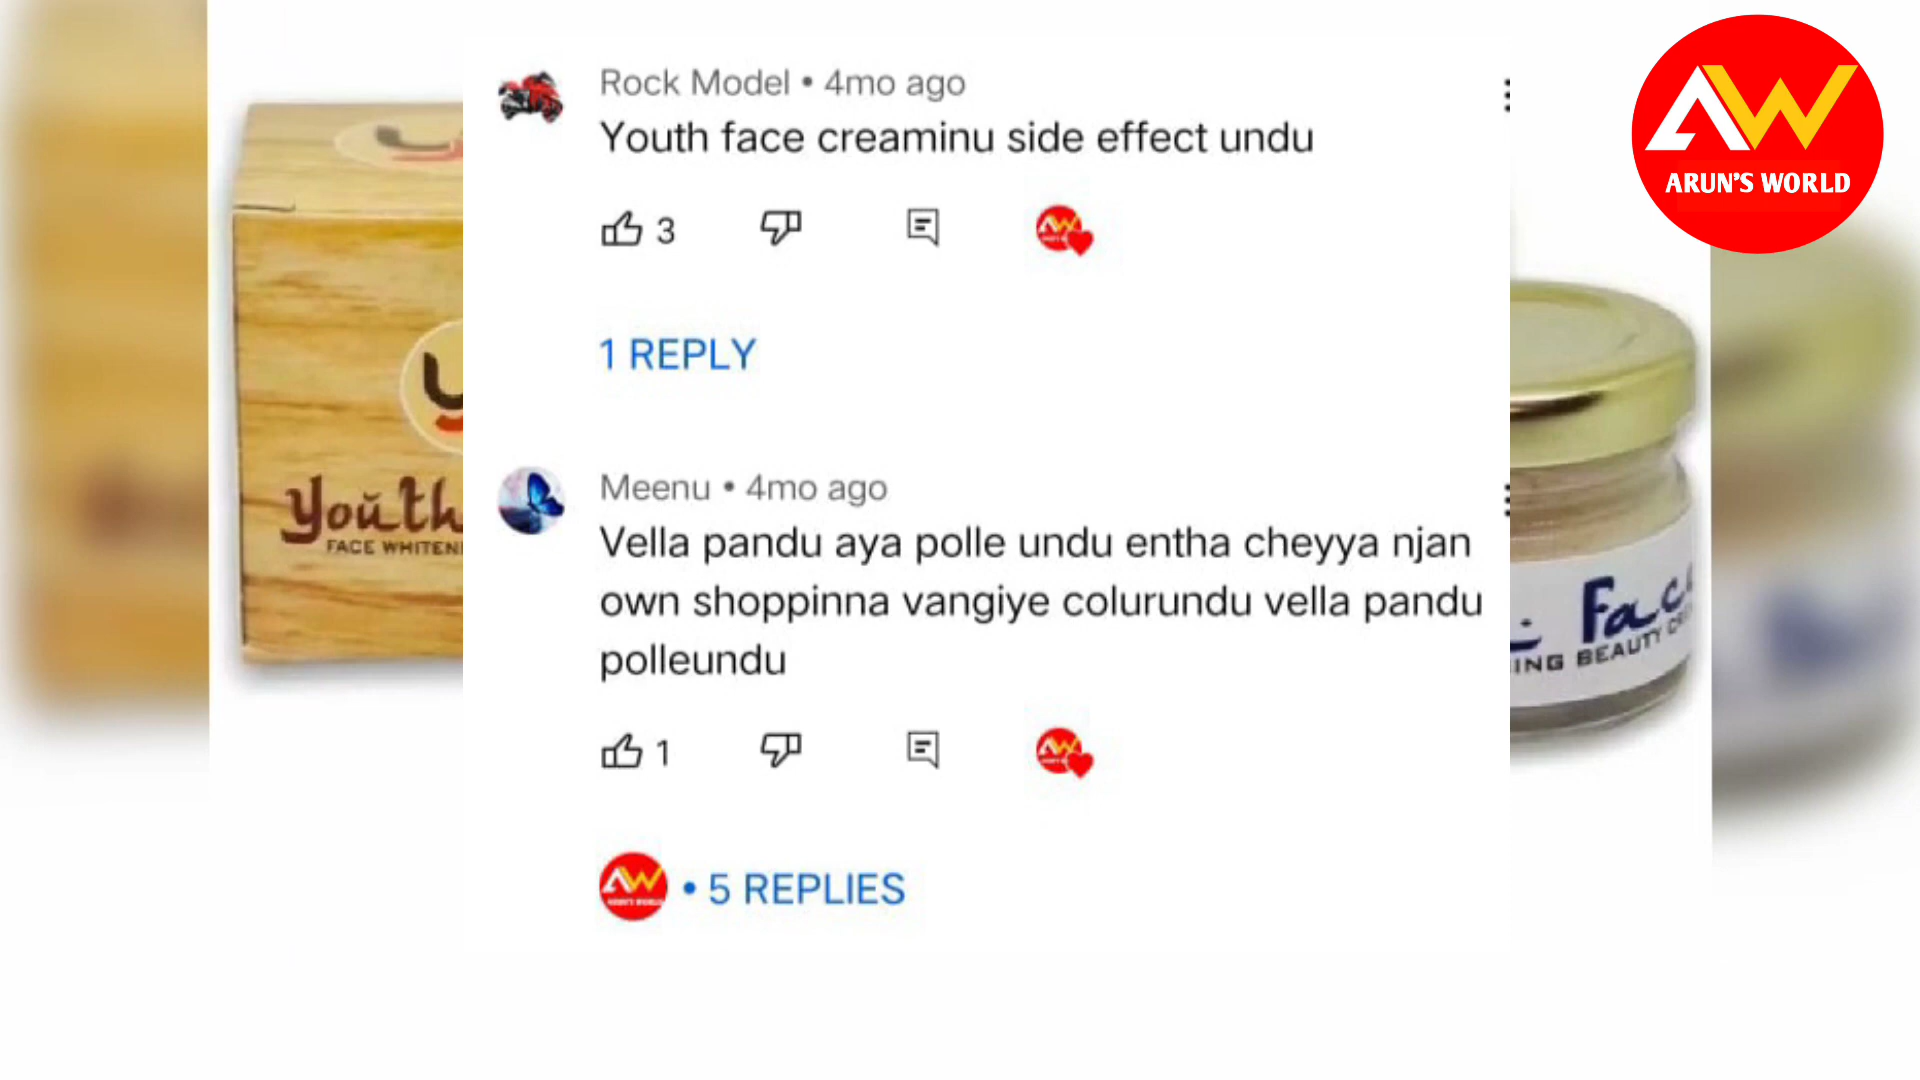 Rock Model • 4mo ago
Youth face creaminu side effect undu
3
1 REPLY
Meenu • 4mo ago
Vella pandu aya polle undu entha cheyya njan
own shoppinna vangiye colurundu vella pandu
polleundu
1
• 5 REPLIES
AW
ARUN'S WORLD
Youth
FACE WHITENI
Face
ING BEAUTY